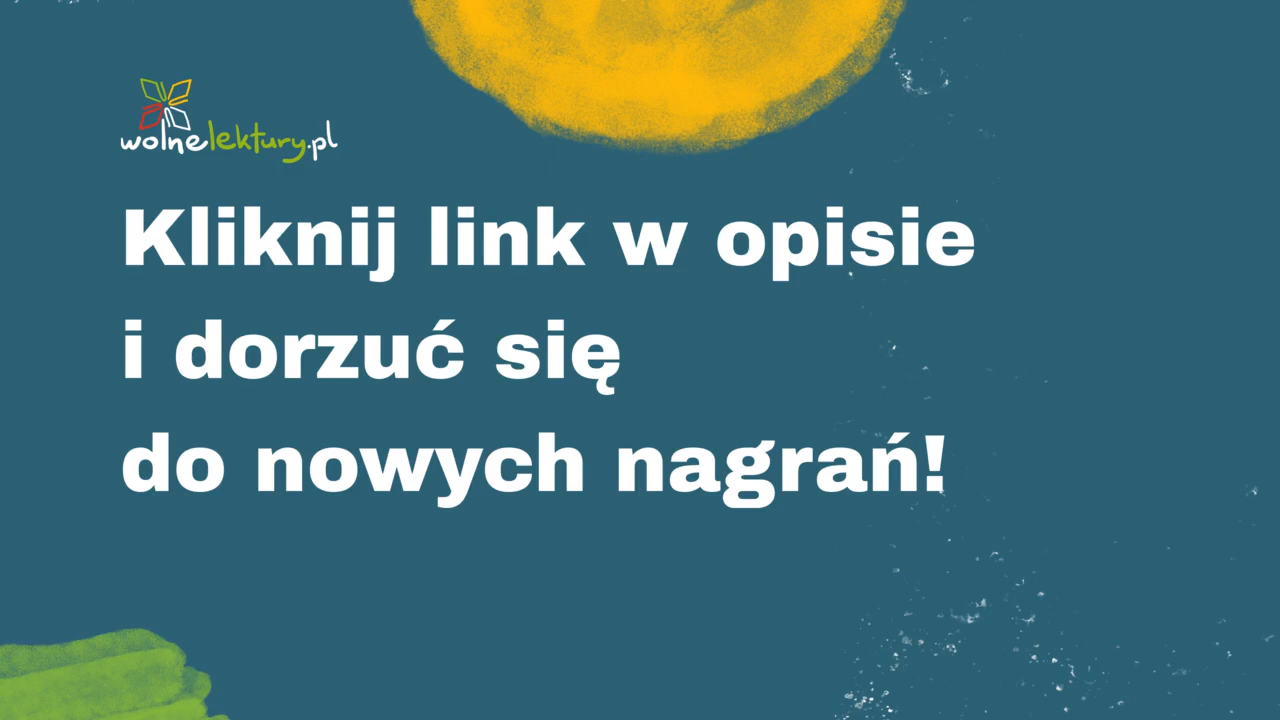 wolnelektury.pl
Kliknij link w opisie
i dorzuć się
do nowych nagrań!